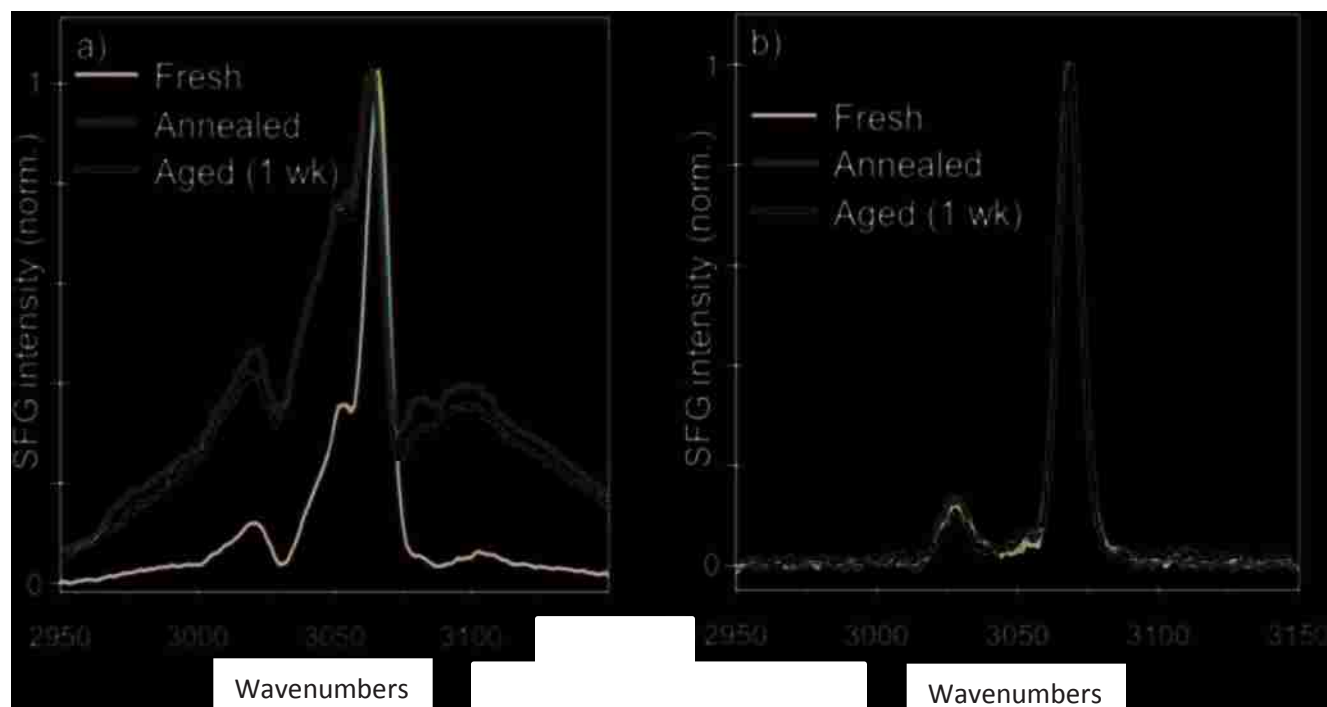 a)
Fresh
Annealed
Aged (1 wk)
SFG intensity (norm.)
1
0
2950
3000
3050
3100
Wavenumbers
b)
Fresh
Annealed
Aged (1 wk)
SFG intensity (norm.)
1
0
2950
3000
3050
3100
3150
Wavenumbers